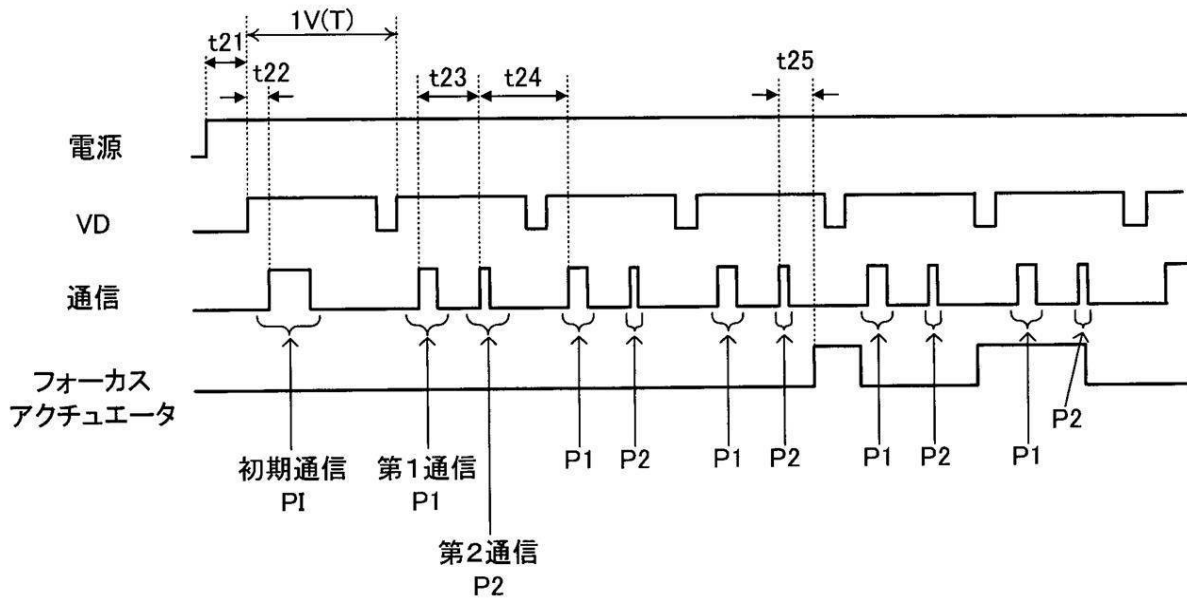 1V(T)
t21
t22
t23
t24
t25
電源
VD
通信
フォーカス
アクチュエータ
初期通信
PI
第1通信
P1
第2通信
P2
P1
P2
P1
P2
P1
P2
P1
P2